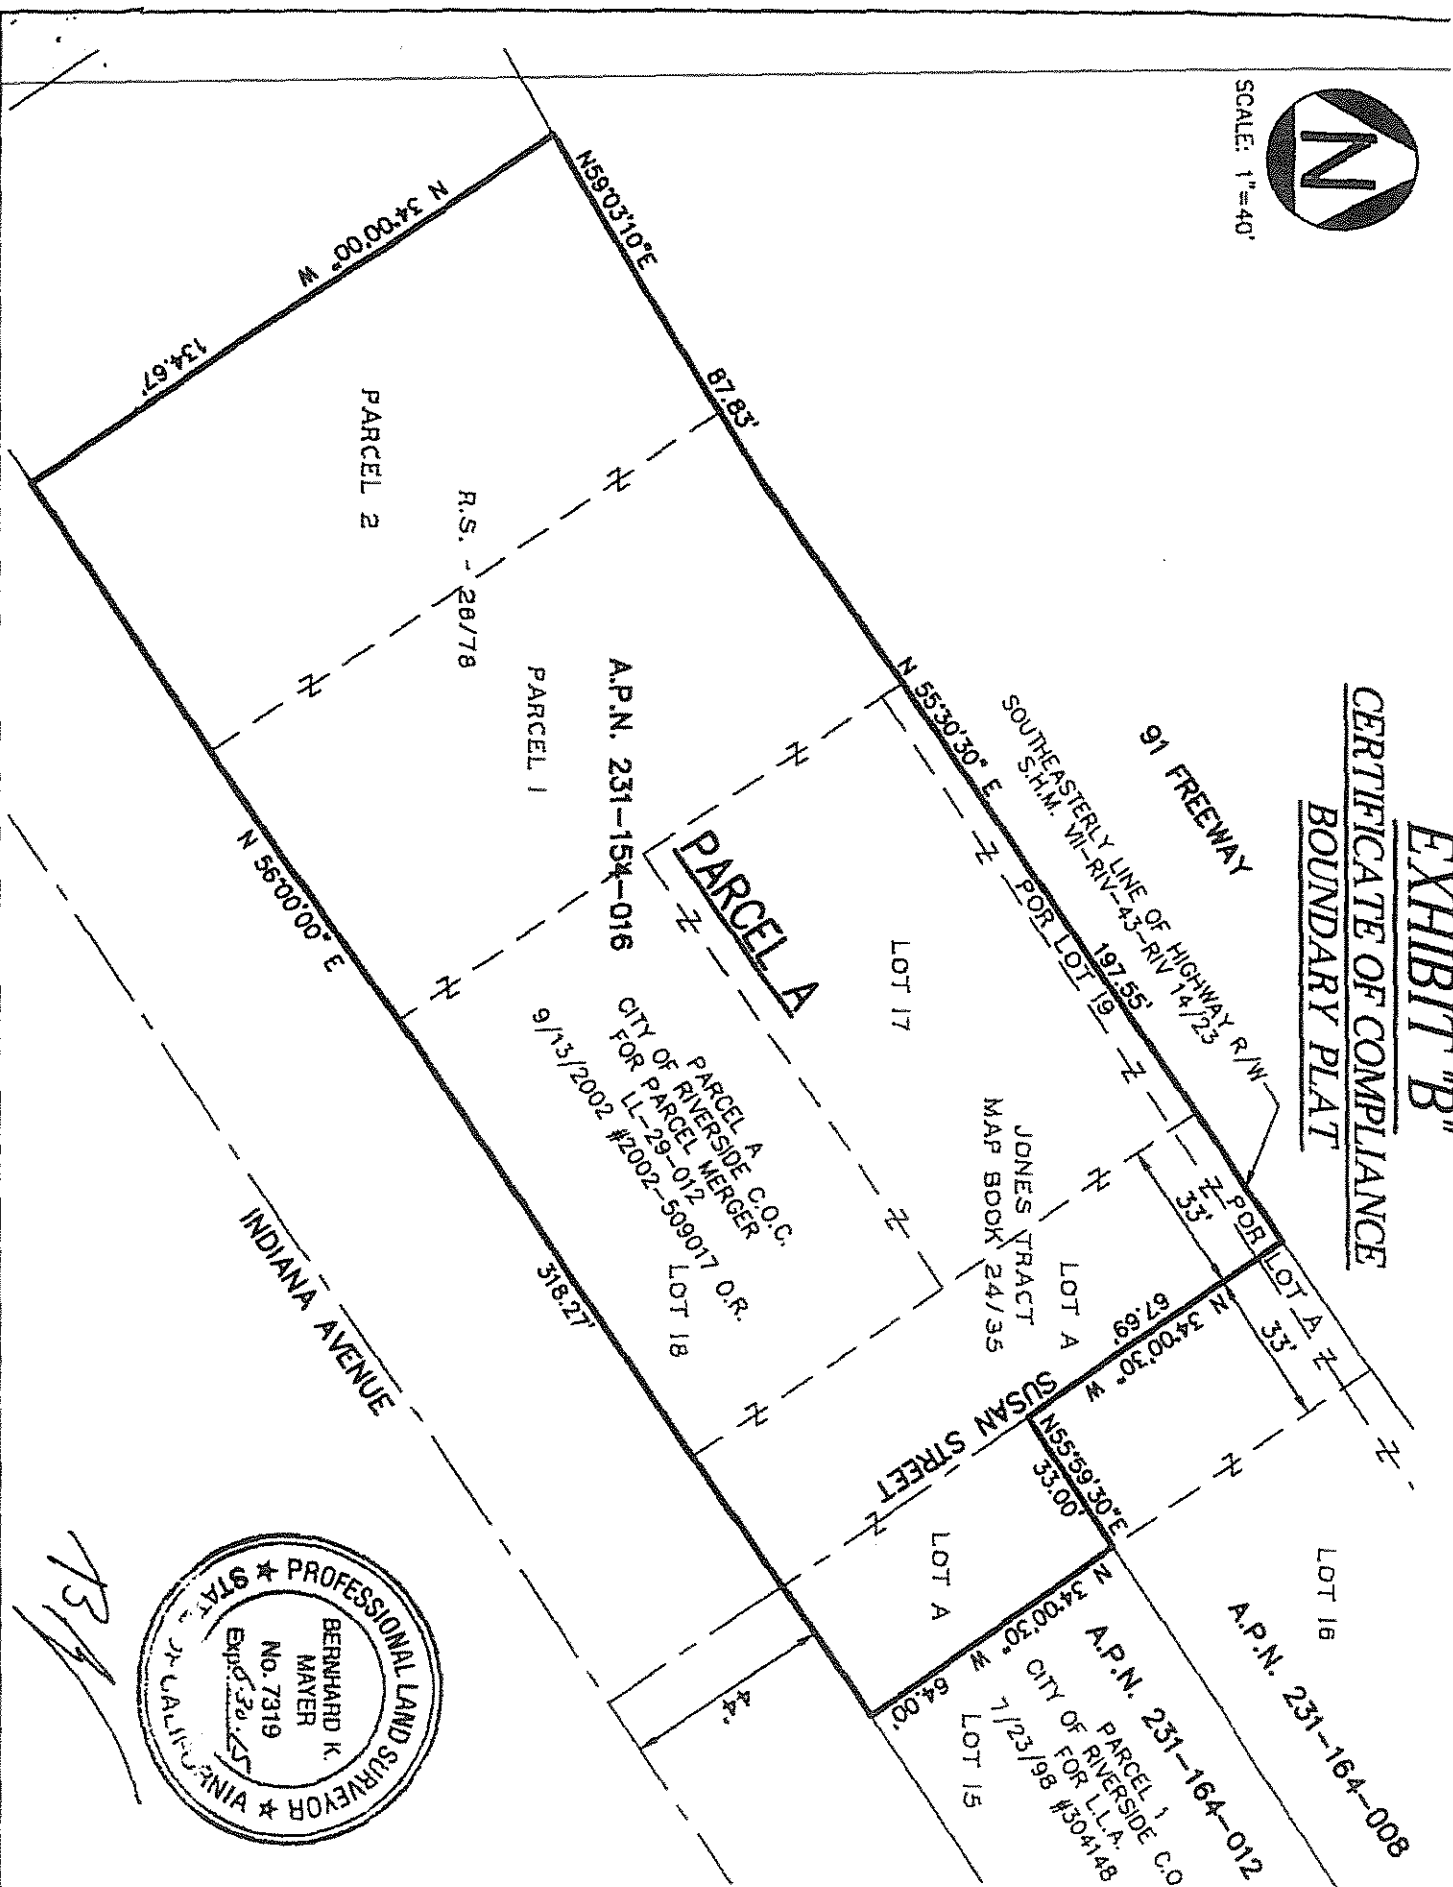 EXHIBIT "B"
CERTIFICATE OF COMPLIANCE
BOUNDARY PLAT
N
SCALE: 1"=40'
91 FREEWAY
SOUTHEASTERLY LINE OF HIGHWAY R/W
S.H.M. VII-RIV-43-RIV 14/23
N59°03'10"E
87.83'
N 55°30'30" E
197.55'
POR LOT 19
POR LOT A
33'
33'
N 34°00'00" W
134.67'
PARCEL 2
R.S. - 28/78
PARCEL 1
A.P.N. 231-154-016
PARCEL A
LOT 17
JONES TRACT
MAP BOOK 24/35
LOT A
N 34°00'30" W
67.69'
SUSAN STREET
N55°59'30"E
33.00'
PARCEL A
CITY OF RIVERSIDE C.O.C.
FOR PARCEL MERGER
LL-29-012
9/13/2002 #2002-509017 O.R.
LOT 18
LOT A
N 34°00'30" W
64.00'
N 56°00'00" E
318.27'
44'
INDIANA AVENUE
LOT 16
A.P.N. 231-164-008
A.P.N. 231-164-012
PARCEL 1
CITY OF RIVERSIDE C.O
FOR L.L.A.
7/23/98 #304148
LOT 15
PROFESSIONAL LAND SURVEYOR
BERNHARD K.
MAYER
No. 7319
Exp.
CALIFORNIA